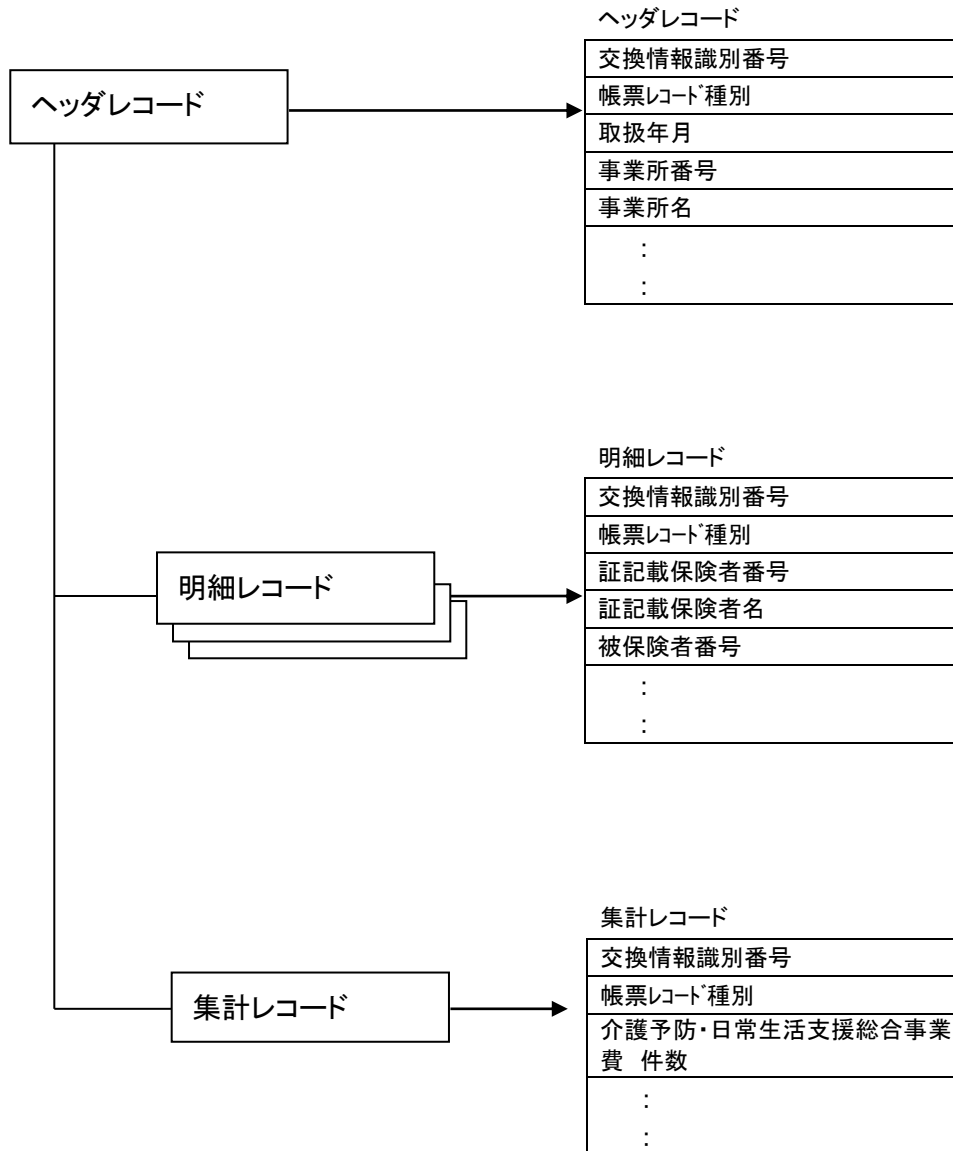 ヘッダレコード
ヘッダレコード
交換情報識別番号
帳票ﾚｺｰﾄﾞ種別
取扱年月
事業所番号
事業所名
:
:
明細レコード
明細レコード
交換情報識別番号
帳票ﾚｺｰﾄﾞ種別
証記載保険者番号
証記載保険者名
被保険者番号
:
:
集計レコード
集計レコード
交換情報識別番号
帳票ﾚｺｰﾄﾞ種別
介護予防・日常生活支援総合事業
費 件数
:
: